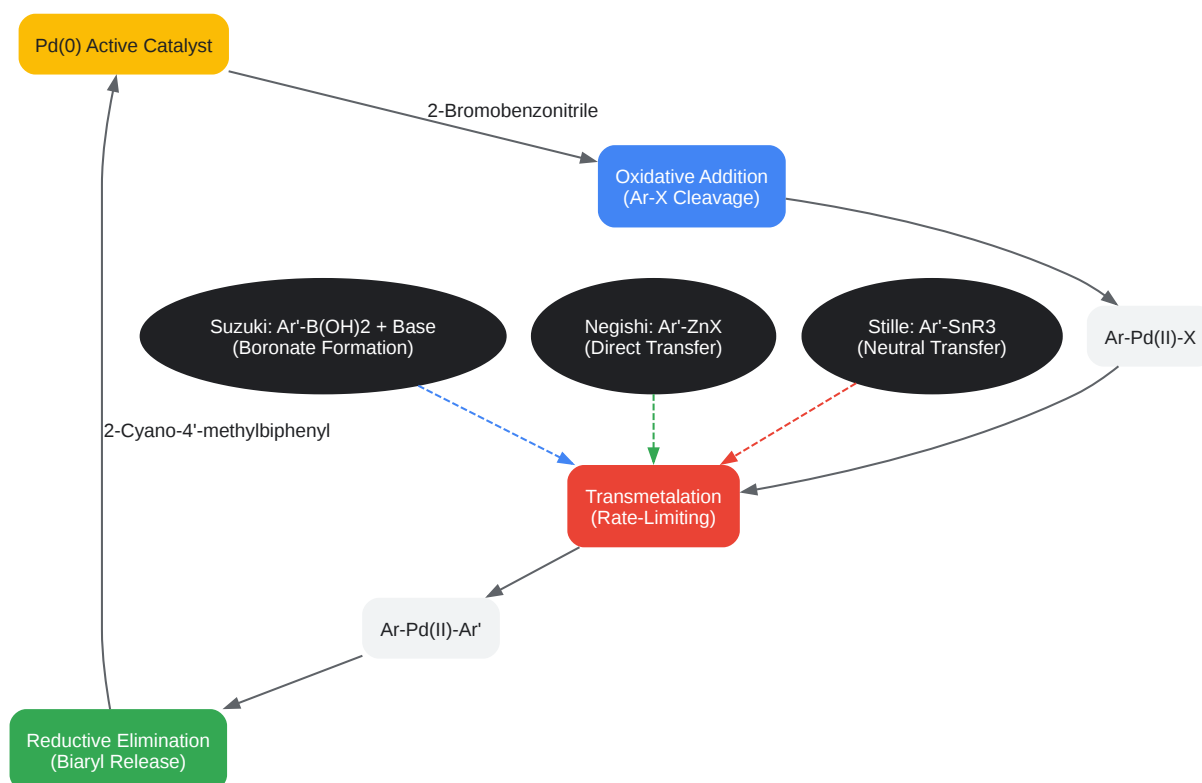 Pd(0) Active Catalyst
2-Bromobenzonitrile
Oxidative Addition
(Ar-X Cleavage)
Suzuki: Ar'-B(OH)2 + Base
(Boronate Formation)
Negishi: Ar'-ZnX
(Direct Transfer)
Stille: Ar'-SnR3
(Neutral Transfer)
Ar-Pd(II)-X
2-Cyano-4'-methylbiphenyl
Transmetalation
(Rate-Limiting)
Ar-Pd(II)-Ar'
Reductive Elimination
(Biaryl Release)